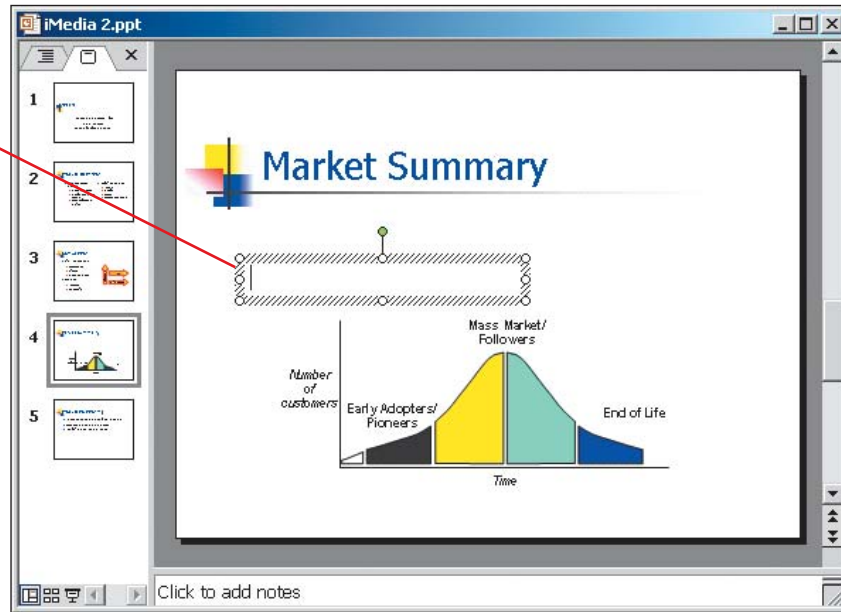 iMedia 2.ppt
1
2
3
4
5
Market Summary
Mass Market/
Followers
Number
of
customers
Early Adopters/
Pioneers
End of Life
Time
Click to add notes